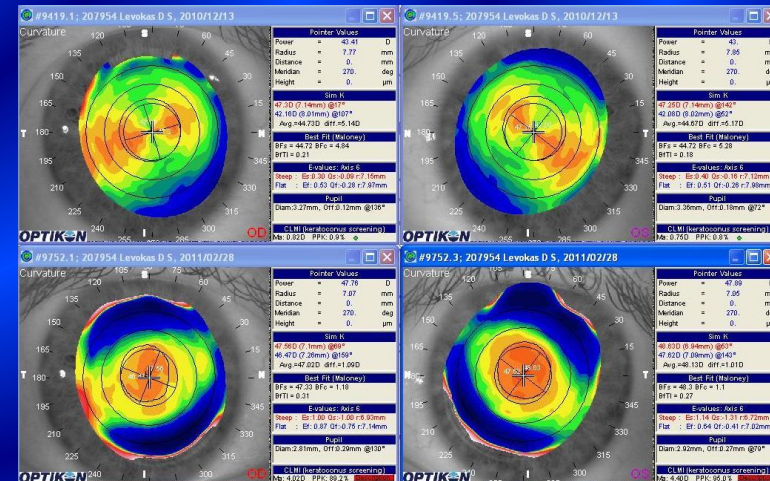 #9419.1; 207954 Levokas D S, 2010/12/13
Curvature
Pointer Values
Power = 43.41 D
Radius = 7.77 mm
Distance = 0. mm
Meridian = 270. deg
Height = 0. µm
Sim K
47.3D (7.14mm) @17°
42.16D (8.01mm) @107°
Avg.=44.73D diff.=5.14D
Best Fit (Maloney)
BFs = 44.72 BFc = 4.84
BfTI = 0.21
E-values: Axis 6
Steep : Es:0.30 Qs:-0.09 r:7.15mm
Flat : Ef: 0.53 Qf:-0.28 r:7.97mm
Pupil
Diam:3.27mm, Off:0.12mm @136°
CLMI (keratoconus screening)
Ma: 0.82D PPK: 0.9%
OPTIKON
OD
#9419.5; 207954 Levokas D S, 2010/12/13
Curvature
Pointer Values
Power = 43.
Radius = 7.85
Distance = 0.
Meridian = 270.
Height = 0.
Sim K
47.25D (7.14mm) @142°
42.08D (8.02mm) @52°
Avg.=44.67D diff.=5.17D
Best Fit (Maloney)
BFs = 44.72 BFc = 5.28
BfTI = 0.18
E-values: Axis 6
Steep : Es:0.40 Qs:-0.16 r:7.12mm
Flat : Ef: 0.51 Qf:-0.26 r:7.98mm
Pupil
Diam:3.36mm, Off:0.18mm @72°
CLMI (keratoconus screening)
Ma: 0.75D PPK: 0.8%
OPTIKON
OS
#9752.1; 207954 Levokas D S, 2011/02/28
Curvature
Pointer Values
Power = 47.76 D
Radius = 7.07 mm
Distance = 0. mm
Meridian = 270. deg
Height = 0. µm
Sim K
47.56D (7.1mm) @69°
46.47D (7.26mm) @159°
Avg.=47.02D diff.=1.09D
Best Fit (Maloney)
BFs = 47.33 BFc = 1.18
BfTI = 0.31
E-values: Axis 6
Steep : Es:1.00 Qs:-1.00 r:6.93mm
Flat : Ef: 0.87 Qf:-0.75 r:7.14mm
Pupil
Diam:2.81mm, Off:0.29mm @130°
CLMI (keratoconus screening)
Ma: 4.02D PPK: 89.2%
OPTIKON
OD
#9752.3; 207954 Levokas D S, 2011/02/28
Curvature
Pointer Values
Power = 47.89
Radius = 7.05
Distance = 0.
Meridian = 270.
Height = 0.
Sim K
48.63D (6.94mm) @53°
47.62D (7.09mm) @143°
Avg.=48.13D diff.=1.01D
Best Fit (Maloney)
BFs = 48.3 BFc = 1.1
BfTI = 0.27
E-values: Axis 6
Steep : Es:1.14 Qs:-1.31 r:6.72mm
Flat : Ef: 0.64 Qf:-0.41 r:7.02mm
Pupil
Diam:2.92mm, Off:0.27mm @79°
CLMI (keratoconus screening)
Ma: 4.40D PPK: 95.0%
OPTIKON
OS